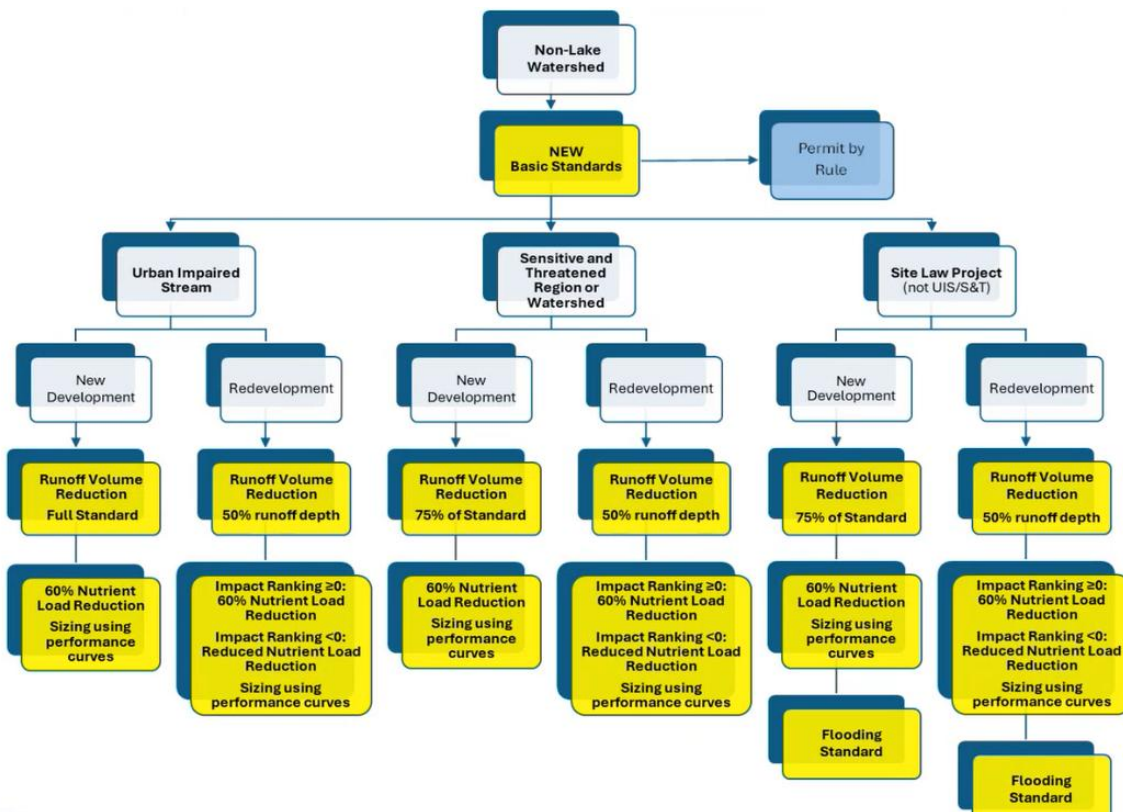 Non-Lake
Watershed
NEW
Basic Standards
Permit by
Rule
Urban Impaired
Stream
Sensitive and
Threatened
Region or
Watershed
Site Law Project
(not UIS/S&T)
New
Development
Redevelopment
New
Development
Redevelopment
New
Development
Redevelopment
Runoff Volume
Reduction
Full Standard
Runoff Volume
Reduction
50% runoff depth
Runoff Volume
Reduction
75% of Standard
Runoff Volume
Reduction
50% runoff depth
Runoff Volume
Reduction
75% of Standard
Runoff Volume
Reduction
50% runoff depth
60% Nutrient
Load Reduction
Sizing using
performance
curves
Impact Ranking ≥0:
60% Nutrient Load
Reduction
Impact Ranking <0:
Reduced Nutrient Load
Reduction
Sizing using
performance curves
60% Nutrient
Load Reduction
Sizing using
performance
curves
Impact Ranking ≥0:
60% Nutrient Load
Reduction
Impact Ranking <0:
Reduced Nutrient Load
Reduction
Sizing using
performance curves
60% Nutrient
Load Reduction
Sizing using
performance
curves
Impact Ranking ≥0:
60% Nutrient Load
Reduction
Impact Ranking <0:
Reduced Nutrient Load
Reduction
Sizing using
performance curves
Flooding
Standard
Flooding
Standard